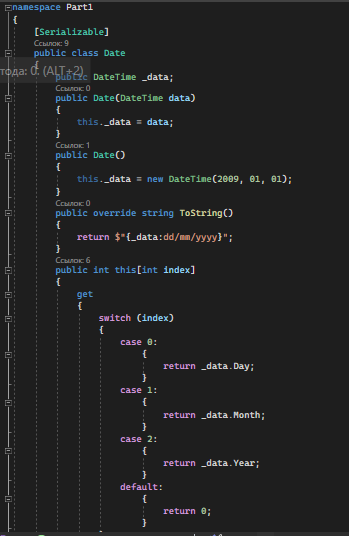 namespace Part1
{
[Serializable]
Ссылок: 9
public class Date
{
тода: 0. (ALT+2)
public DateTime _data;
Ссылок: 0
public Date(DateTime data)
{
this._data = data;
}
Ссылок: 1
public Date()
{
this._data = new DateTime(2009, 01, 01);
}
Ссылок: 0
public override string ToString()
{
return $"{_data:dd/mm/yyyy}";
}
Ссылок: 6
public int this[int index]
{
get
{
switch (index)
{
case 0:
{
return _data.Day;
}
case 1:
{
return _data.Month;
}
case 2:
{
return _data.Year;
}
default:
{
return 0;
}